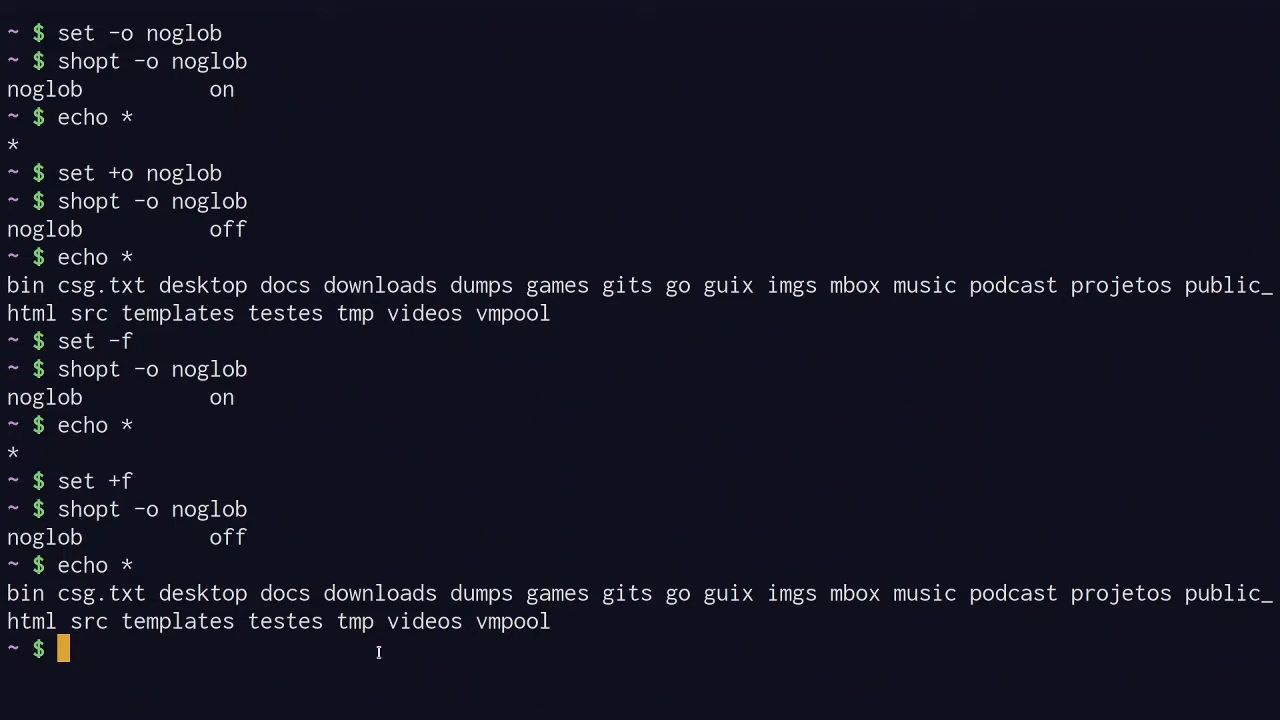 ~ $ set -o noglob
~ $ shopt -o noglob
noglob          on
~ $ echo *
*
~ $ set +o noglob
~ $ shopt -o noglob
noglob          off
~ $ echo *
bin csg.txt desktop docs downloads dumps games gits go guix imgs mbox music podcast projetos public_
html src templates testes tmp videos vmpool
~ $ set -f
~ $ shopt -o noglob
noglob          on
~ $ echo *
*
~ $ set +f
~ $ shopt -o noglob
noglob          off
~ $ echo *
bin csg.txt desktop docs downloads dumps games gits go guix imgs mbox music podcast projetos public_
html src templates testes tmp videos vmpool
~ $